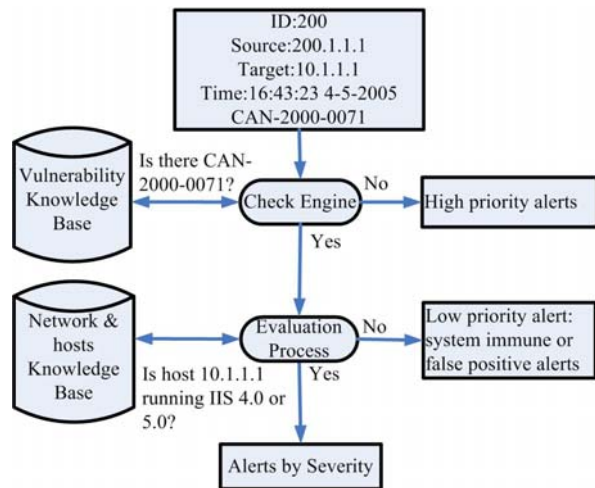 ID:200
Source:200.1.1.1
Target:10.1.1.1
Time:16:43:23 4-5-2005
CAN-2000-0071
Vulnerability
Knowledge
Base
Is there CAN-
2000-0071?
Check Engine
No
High priority alerts
Yes
Network &
hosts
Knowledge
Base
Evaluation
Process
No
Low priority alert:
system immune or
false positive alerts
Is host 10.1.1.1
running IIS 4.0 or
5.0?
Yes
Alerts by Severity